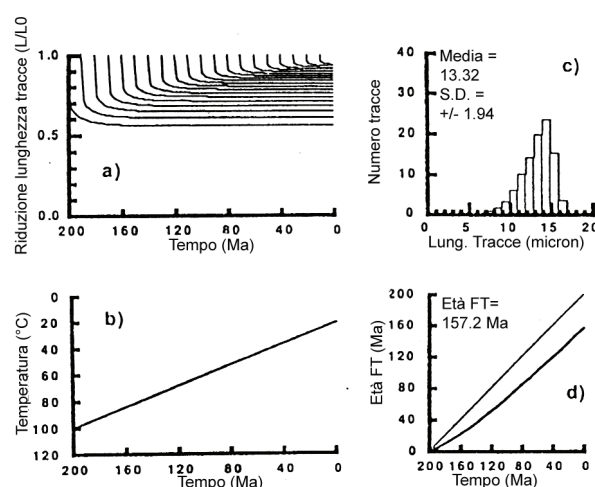 Riduzione lunghezza tracce (L/L0
1.0
0.5
0.0
a)
200 160 120 80 40 0
Tempo (Ma)
Numero tracce
40
30
20
10
0
Media =
13.32
S.D. =
+/- 1.94
c)
0 5 10 15 20
Lung. Tracce (micron)
Temperatura (°C)
0
20
40
60
80
100
120
b)
200 160 120 80 40 0
Tempo (Ma)
Età FT (Ma)
200
160
120
80
40
0
Età FT=
157.2 Ma
d)
200 160 120 80 40 0
Tempo (Ma)